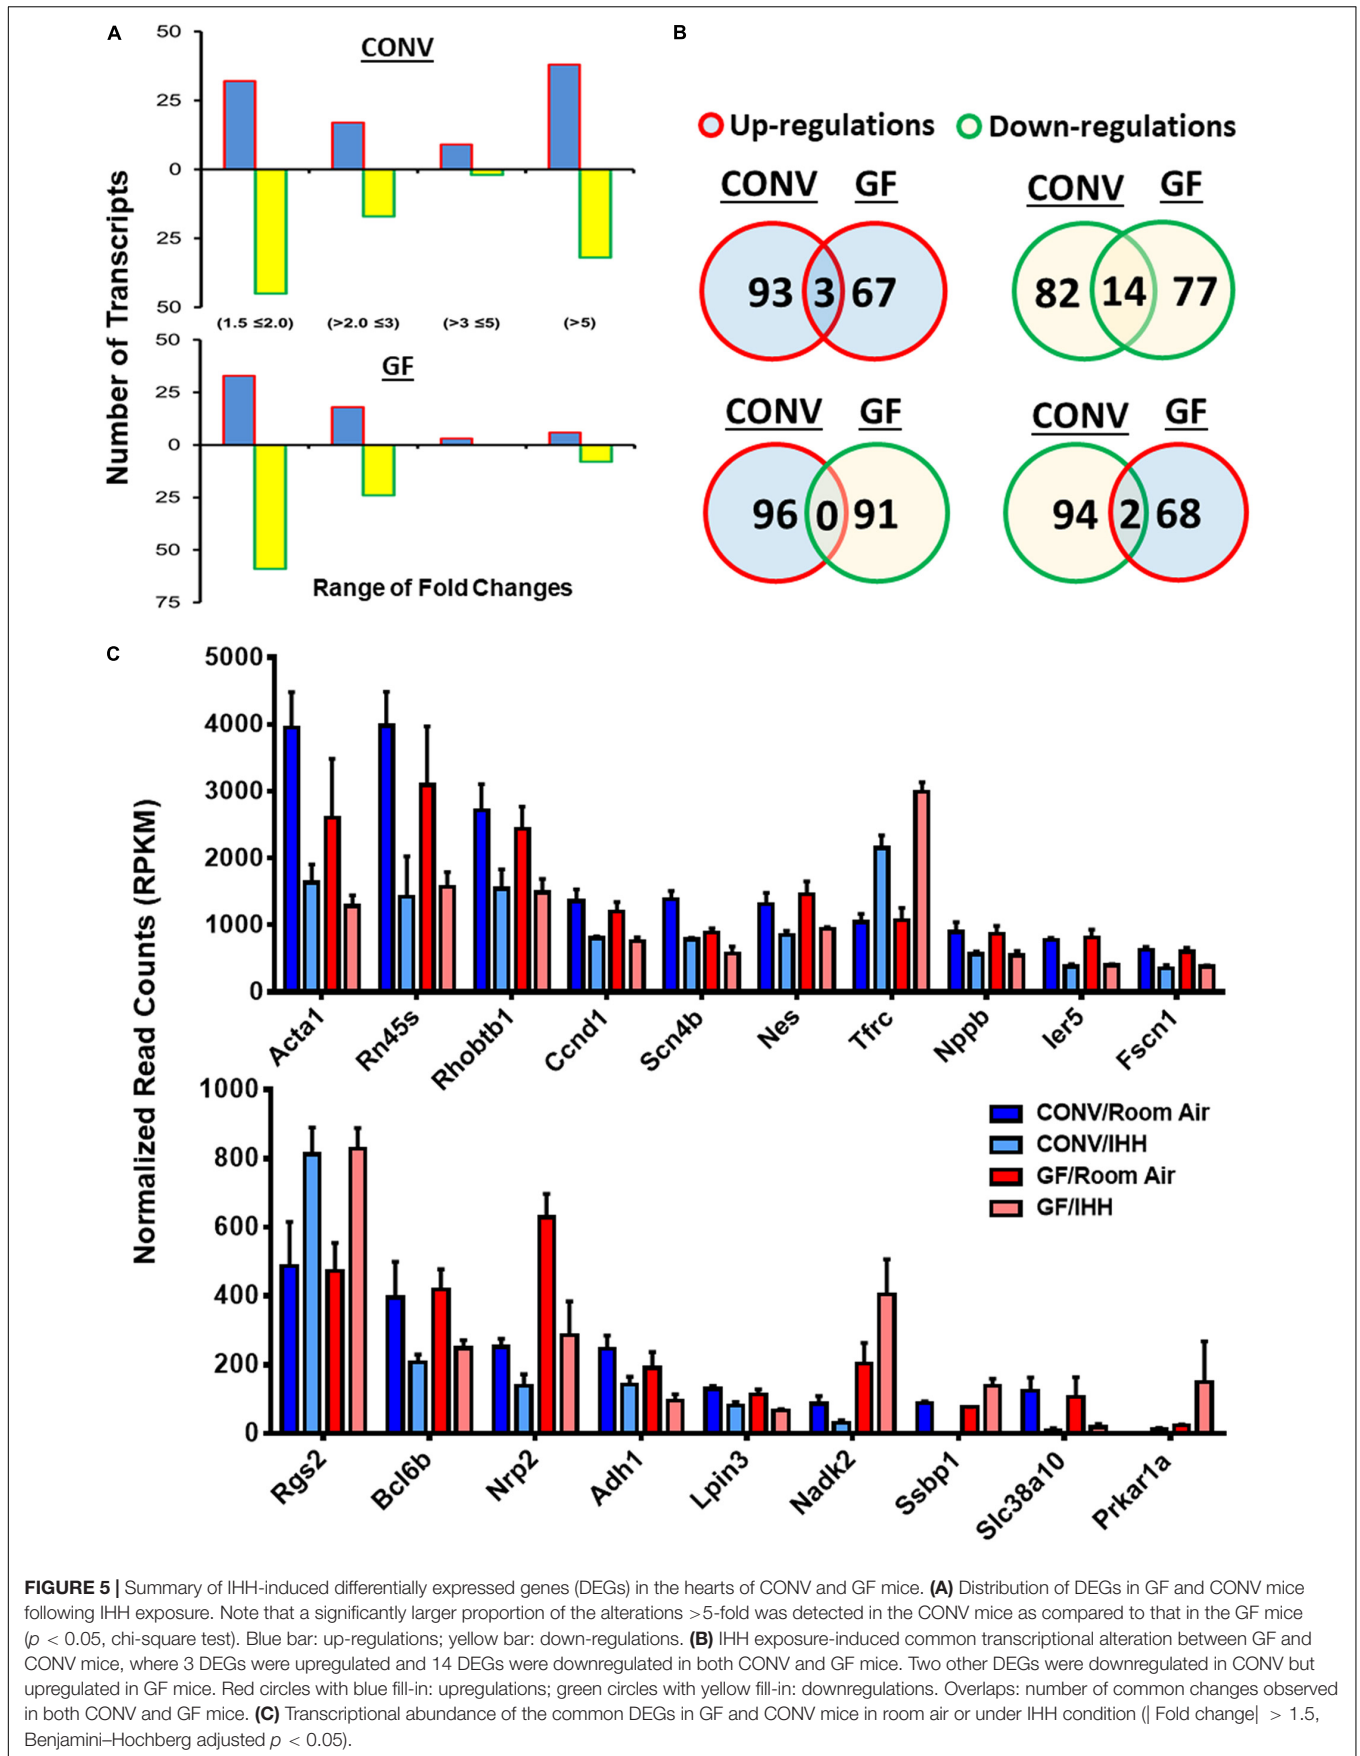 A
CONV
50
25
0
25
50
(1.5 ≤2.0) (>2.0 ≤3) (>3 ≤5) (>5)
GF
50
25
0
25
50
75
Number of Transcripts
Range of Fold Changes
B
Up-regulations Down-regulations
CONV GF CONV GF
93 3 67 82 14 77
CONV GF CONV GF
96 0 91 94 2 68
C
Normalized Read Counts (RPKM)
5000
4000
3000
2000
1000
0
Acta1 Rn45s Rhobtb1 Ccnd1 Scn4b Nes Tfrc Nppb Ier5 Fscn1
1000
800
600
400
200
0
CONV/Room Air
CONV/IHH
GF/Room Air
GF/IHH
Rgs2 Bcl6b Nrp2 Adh1 Lpin3 Nadk2 Ssbp1 Slc38a10 Prkar1a
FIGURE 5 | Summary of IHH-induced differentially expressed genes (DEGs) in the hearts of CONV and GF mice. (A) Distribution of DEGs in GF and CONV mice
following IHH exposure. Note that a significantly larger proportion of the alterations >5-fold was detected in the CONV mice as compared to that in the GF mice
(p < 0.05, chi-square test). Blue bar: up-regulations; yellow bar: down-regulations. (B) IHH exposure-induced common transcriptional alteration between GF and
CONV mice, where 3 DEGs were upregulated and 14 DEGs were downregulated in both CONV and GF mice. Two other DEGs were downregulated in CONV but
upregulated in GF mice. Red circles with blue fill-in: upregulations; green circles with yellow fill-in: downregulations. Overlaps: number of common changes observed
in both CONV and GF mice. (C) Transcriptional abundance of the common DEGs in GF and CONV mice in room air or under IHH condition (| Fold change| > 1.5,
Benjamini–Hochberg adjusted p < 0.05).